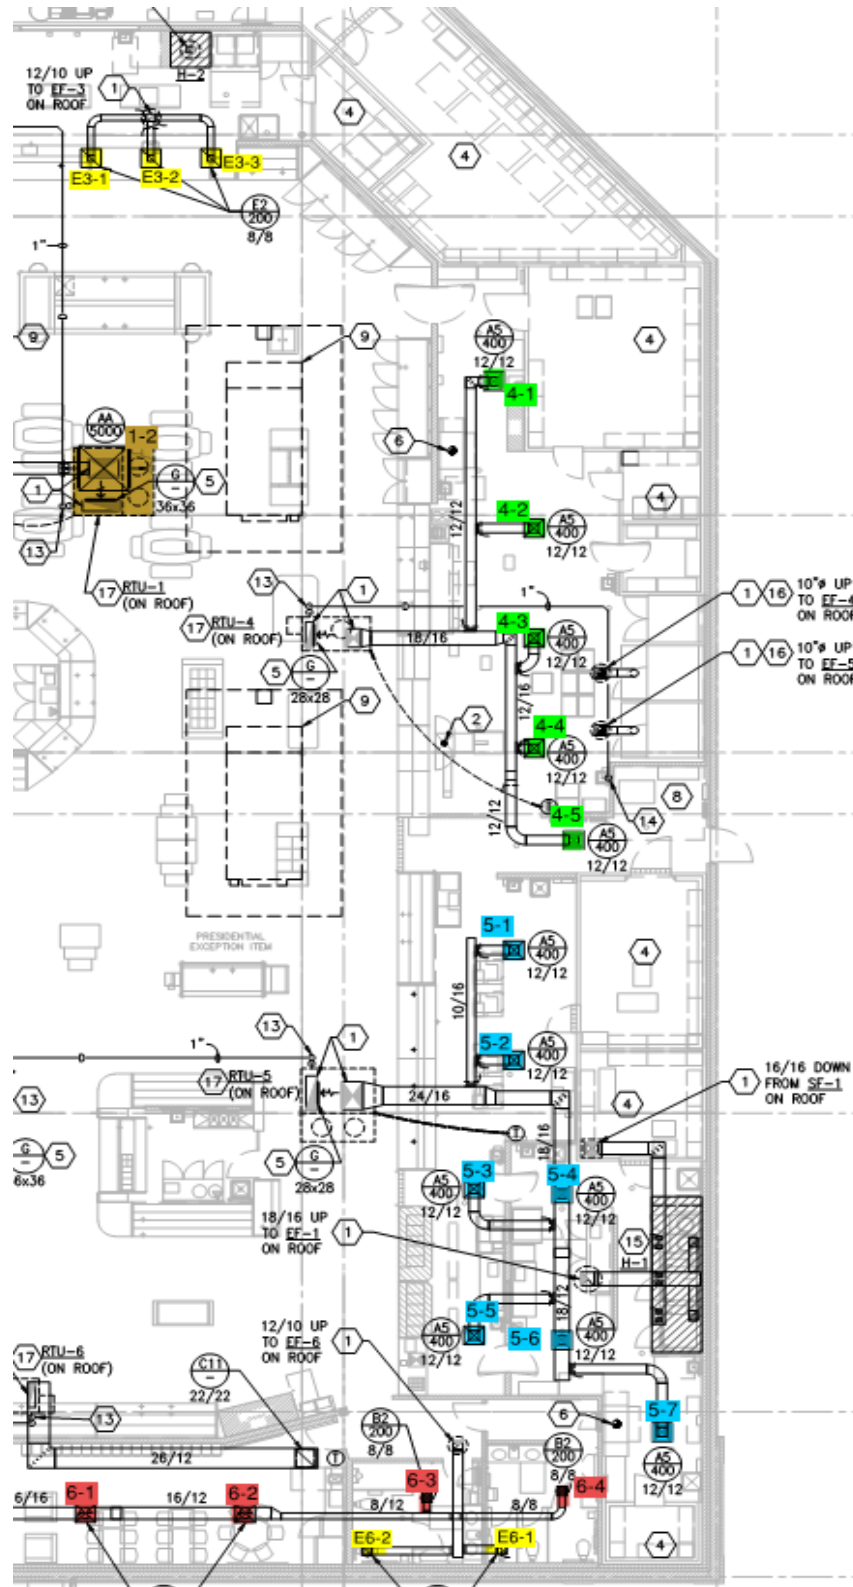 H-2
12/10 UP
TO EF-3
ON ROOF
1
4
4
E3-1
E3-2
E3-3
E2
200
8/8
1"
9
9
4
A5
400
12/12
4-1
AA
5000
1-2
6
1
G
-
5
36x36
12/12
4-2
A5
400
12/12
4
13
17
RTU-1
(ON ROOF)
13
1
1"
1
16
10"ø UP
TO EF-4
ON ROOF
17
RTU-4
(ON ROOF)
18/16
4-3
A5
400
12/12
1
16
10"ø UP
TO EF-5
ON ROOF
5
G
-
28x28
12/16
9
2
4-4
A5
400
12/12
8
14
4-5
12/12
A5
400
12/12
PRESIDENTIAL
EXCEPTION ITEM
5-1
A5
400
12/12
4
10/16
13
1
1"
5-2
A5
400
12/12
16/16 DOWN
FROM SF-1
ON ROOF
1
17
RTU-5
(ON ROOF)
24/16
13
4
T
18/16
G
-
5
6x36
5
G
-
28x28
A5
400
12/12
5-3
5-4
A5
400
12/12
18/16 UP
TO EF-1
ON ROOF
1
15
H-1
18/12
12/10 UP
TO EF-6
ON ROOF
1
5-5
A5
400
12/12
5-6
A5
400
12/12
17
RTU-6
(ON ROOF)
C11
-
22/22
13
B2
200
8/8
6
5-7
26/12
T
B2
200
8/8
A5
400
12/12
6-1
6-2
6-3
6-4
6/16
16/12
8/12
8/8
4
E6-2
E6-1